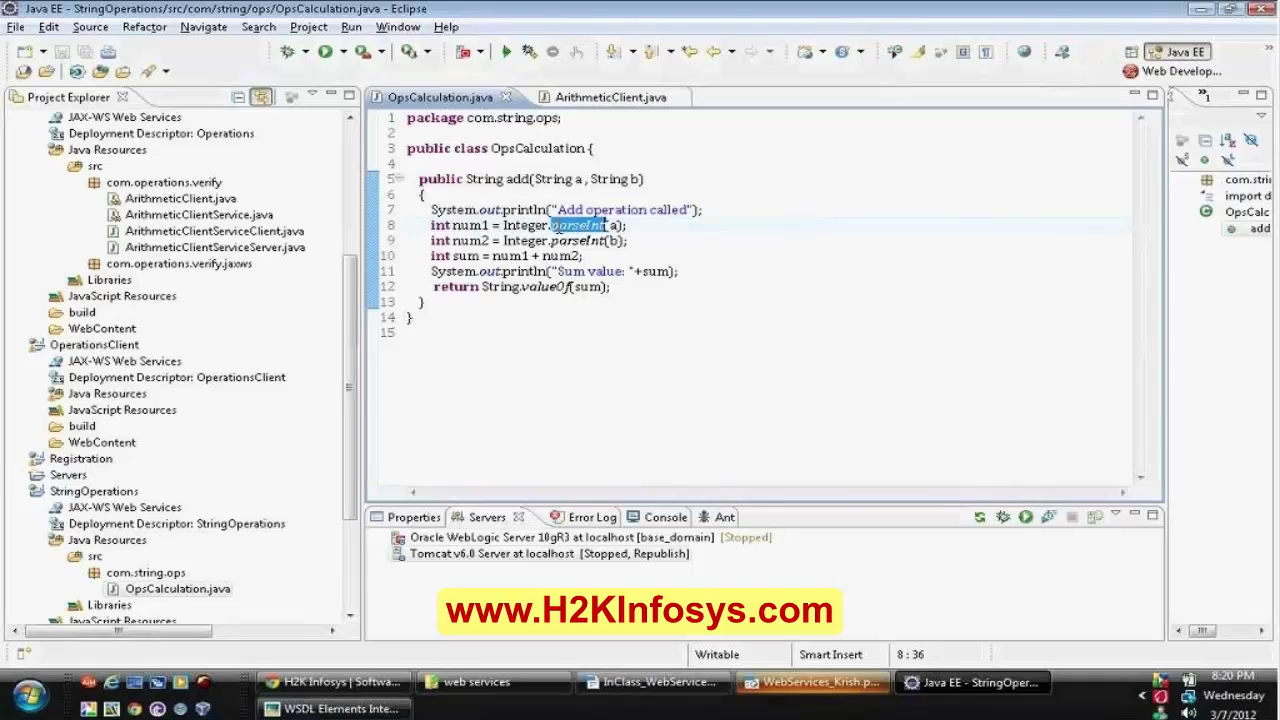 Java EE - StringOperations/src/com/string/ops/OpsCalculation.java - Eclipse
File Edit Source Refactor Navigate Search Project Run Window Help
Java EE
Web Develop...
Project Explorer
JAX-WS Web Services
Deployment Descriptor: Operations
Java Resources
src
com.operations.verify
ArithmeticClient.java
ArithmeticClientService.java
ArithmeticClientServiceClient.java
ArithmeticClientServiceServer.java
com.operations.verify.jaxws
Libraries
JavaScript Resources
build
WebContent
OperationsClient
JAX-WS Web Services
Deployment Descriptor: OperationsClient
Java Resources
JavaScript Resources
build
WebContent
Registration
Servers
StringOperations
JAX-WS Web Services
Deployment Descriptor: StringOperations
Java Resources
src
com.string.ops
OpsCalculation.java
Libraries
JavaScript Resources
OpsCalculation.java ArithmeticClient.java
1 package com.string.ops;
2
3 public class OpsCalculation {
4
5 public String add(String a , String b)
6 {
7 System.out.println("Add operation called");
8 int num1 = Integer.parseInt(a);
9 int num2 = Integer.parseInt(b);
10 int sum = num1 + num2;
11 System.out.println("Sum value: "+sum);
12 return String.valueOf(sum);
13 }
14 }
15
1
com.strin
import d
OpsCalc
add
Properties Servers Error Log Console Ant
Oracle WebLogic Server 10gR3 at localhost [base_domain] [Stopped]
Tomcat v6.0 Server at localhost [Stopped, Republish]
www.H2KInfosys.com
Writable Smart Insert 8 : 36
H2K Infosys | Softwa... web services InClass_WebService... WebServices_Krish.p... Java EE - StringOper...
WSDL Elements Inte...
8:20 PM
Wednesday
3/7/2012